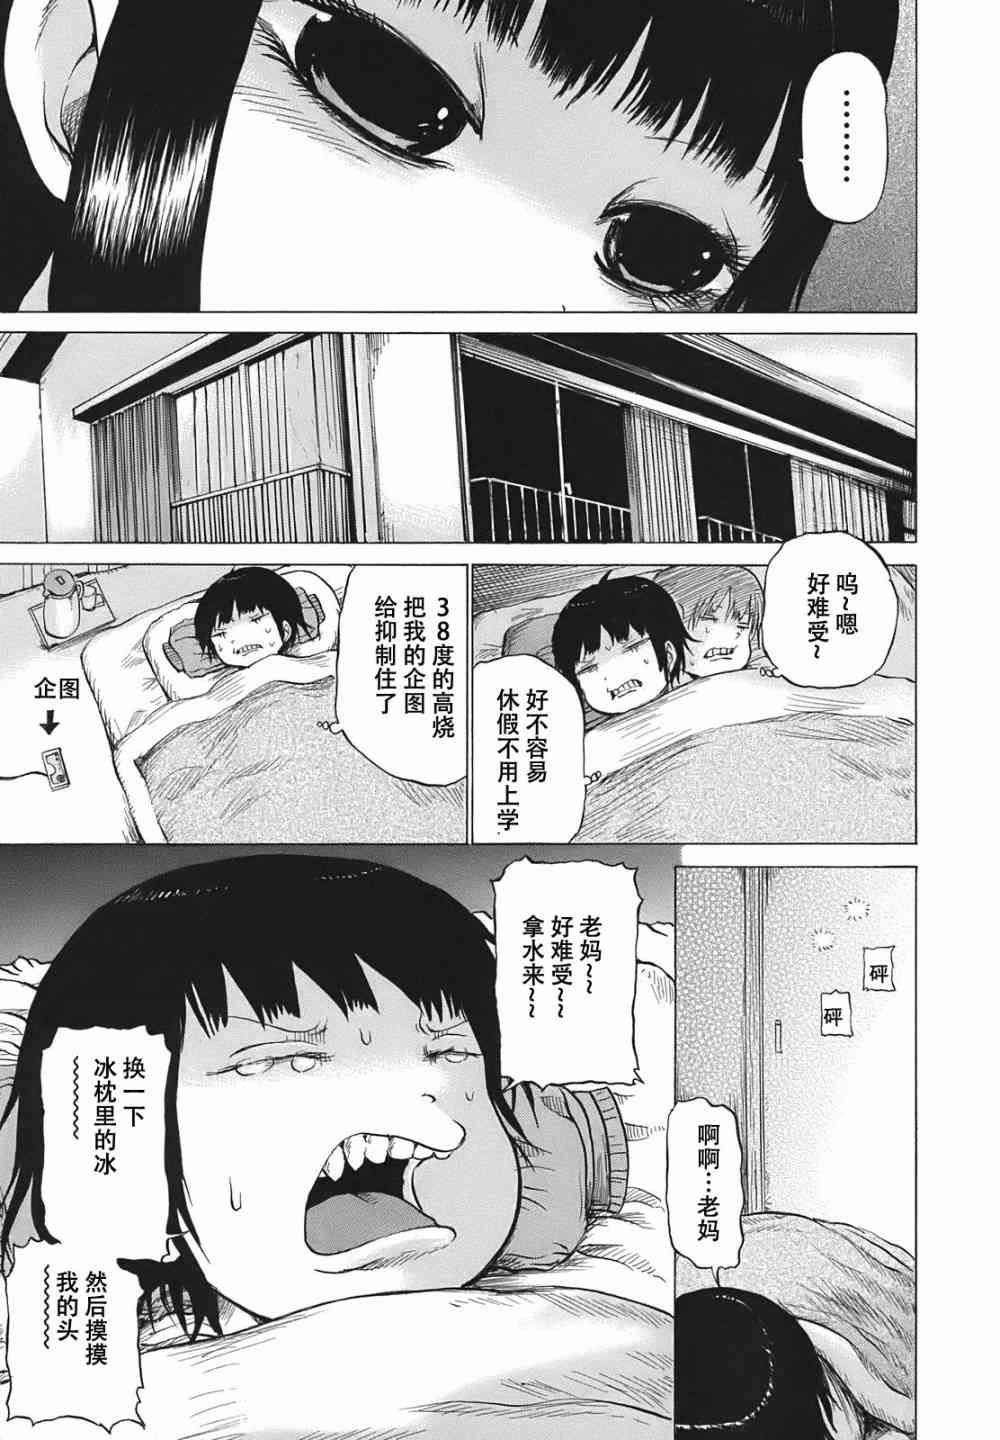 ………
呜~嗯
好难受~
好不容易
休假不用上学
38度的高烧
把我的企图
给抑制住了
企图
砰
砰
啊啊…老妈
老妈~~
好难受~~
拿水来~~
换一下
冰枕里的冰
~~~~
然后摸摸
我的头
~~~~